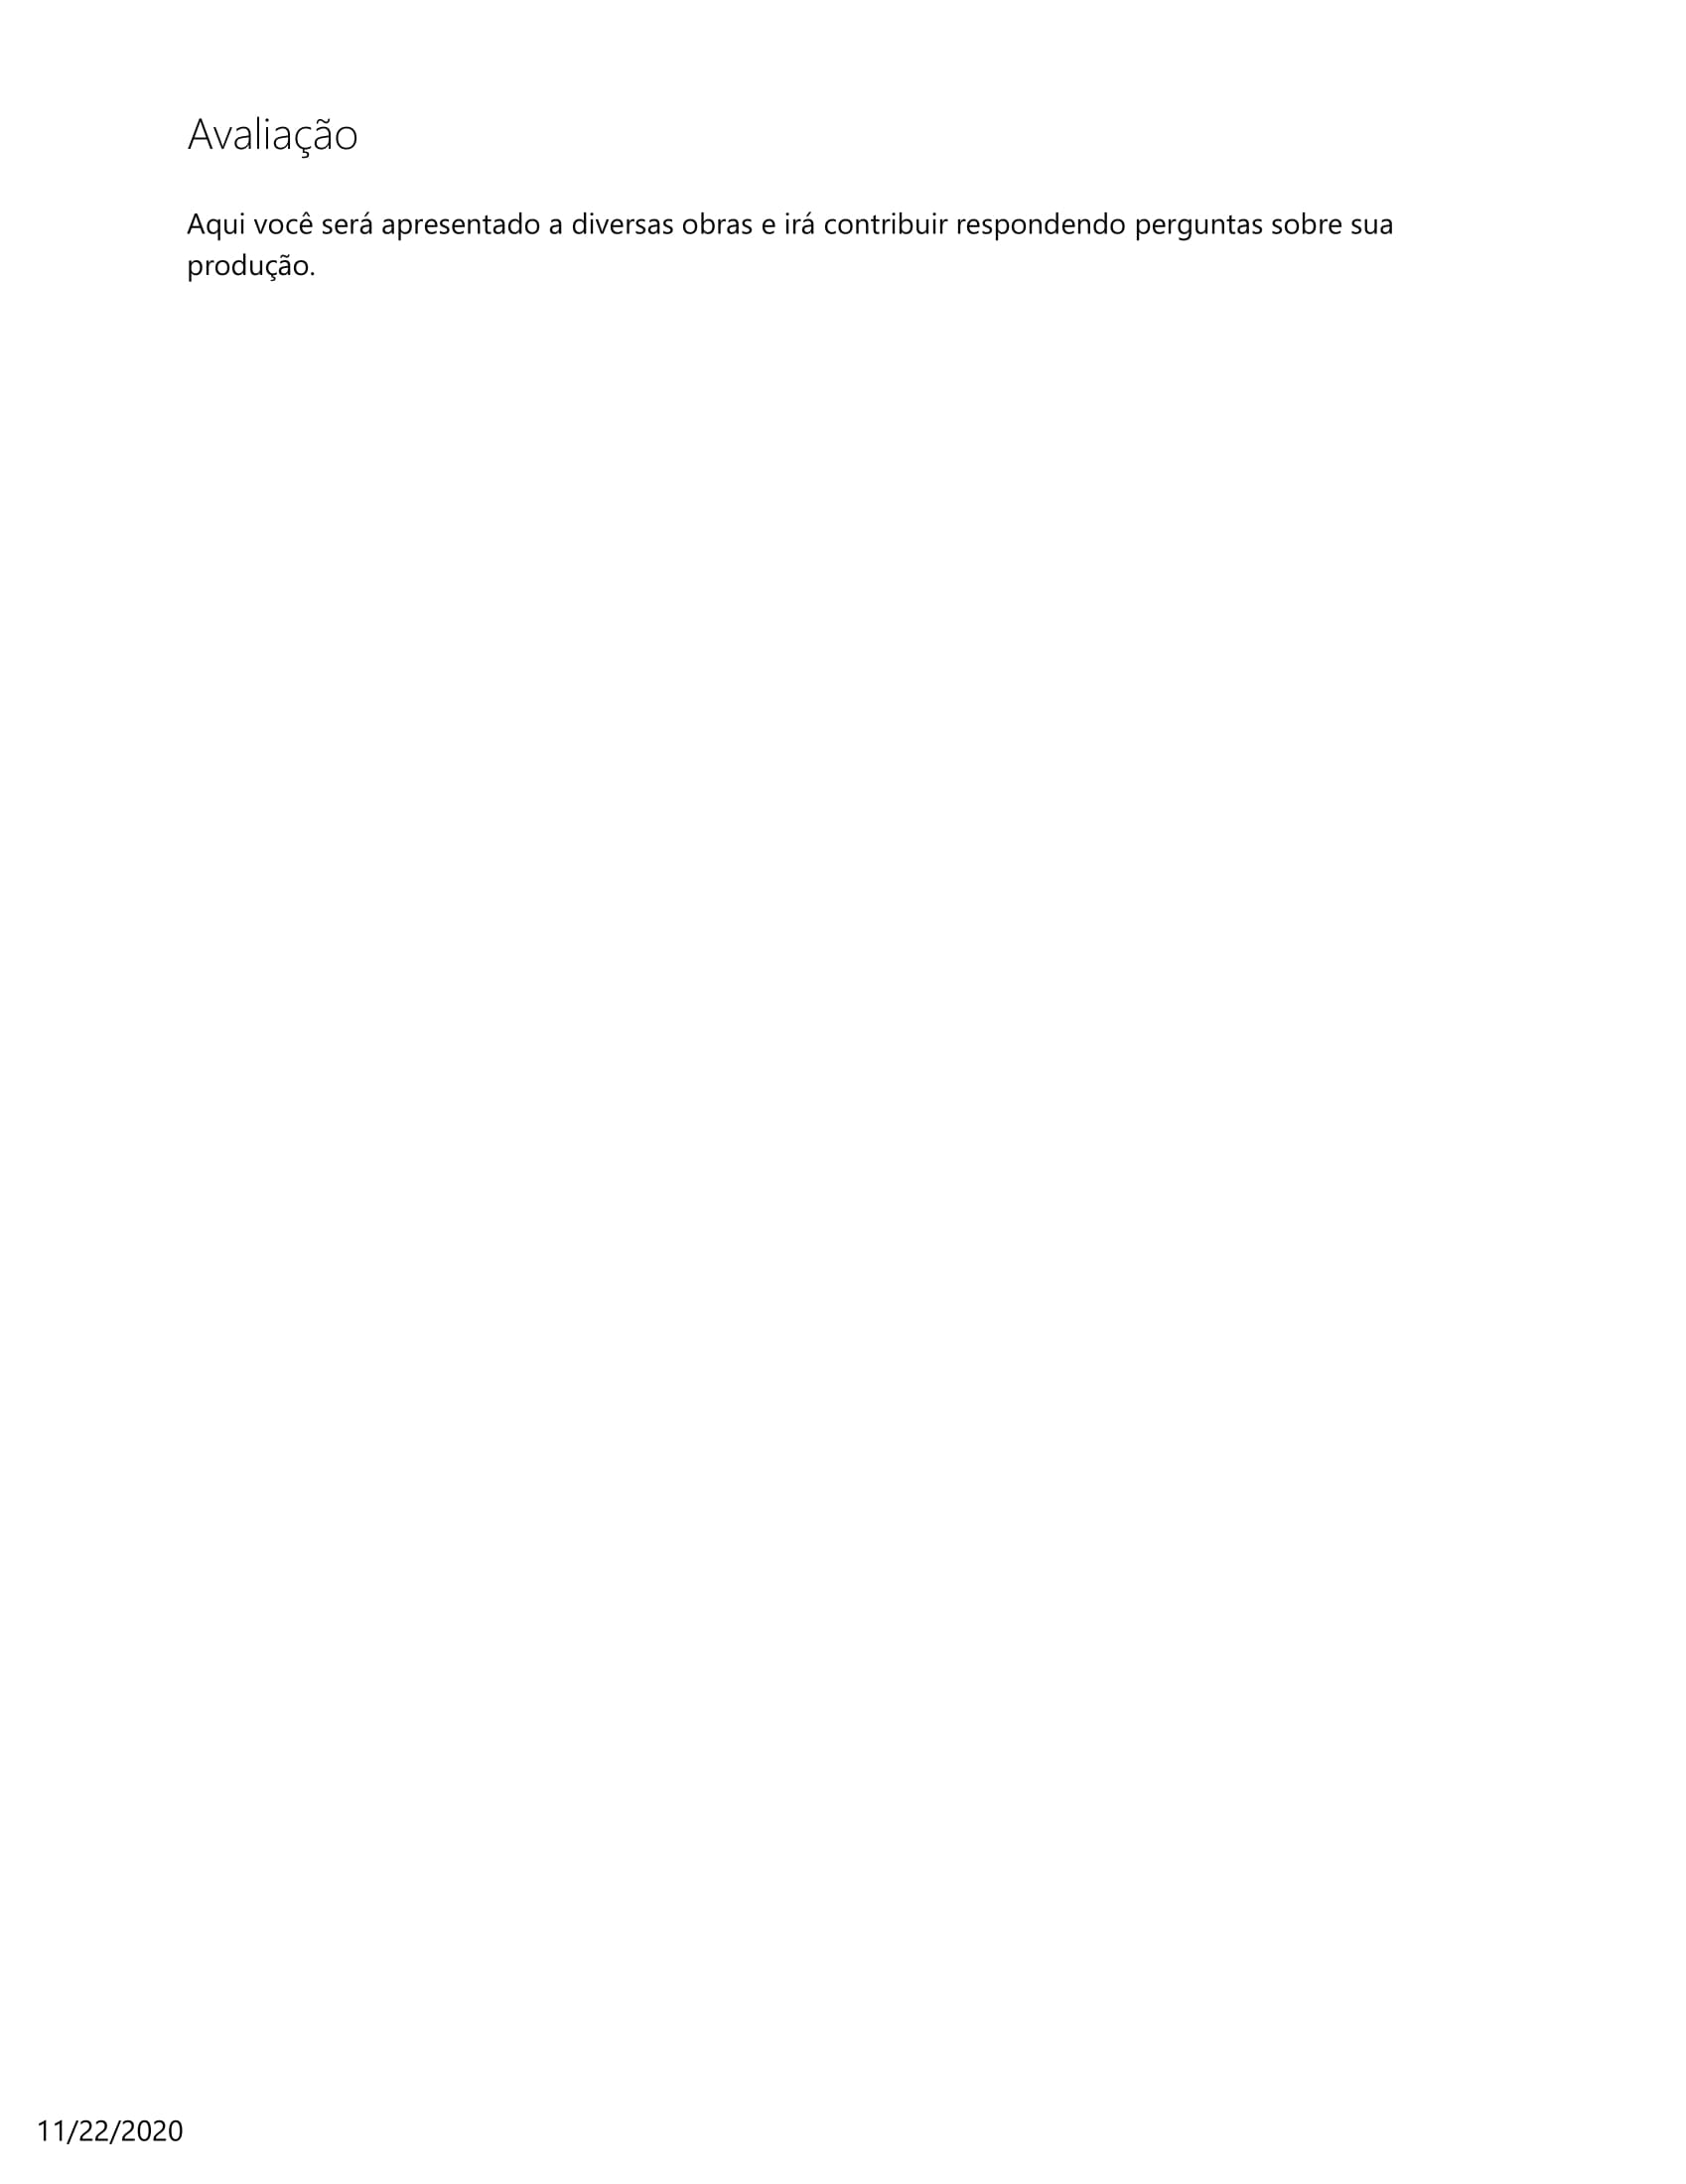 Avaliação
Aqui você será apresentado a diversas obras e irá contribuir respondendo perguntas sobre sua
produção.
11/22/2020